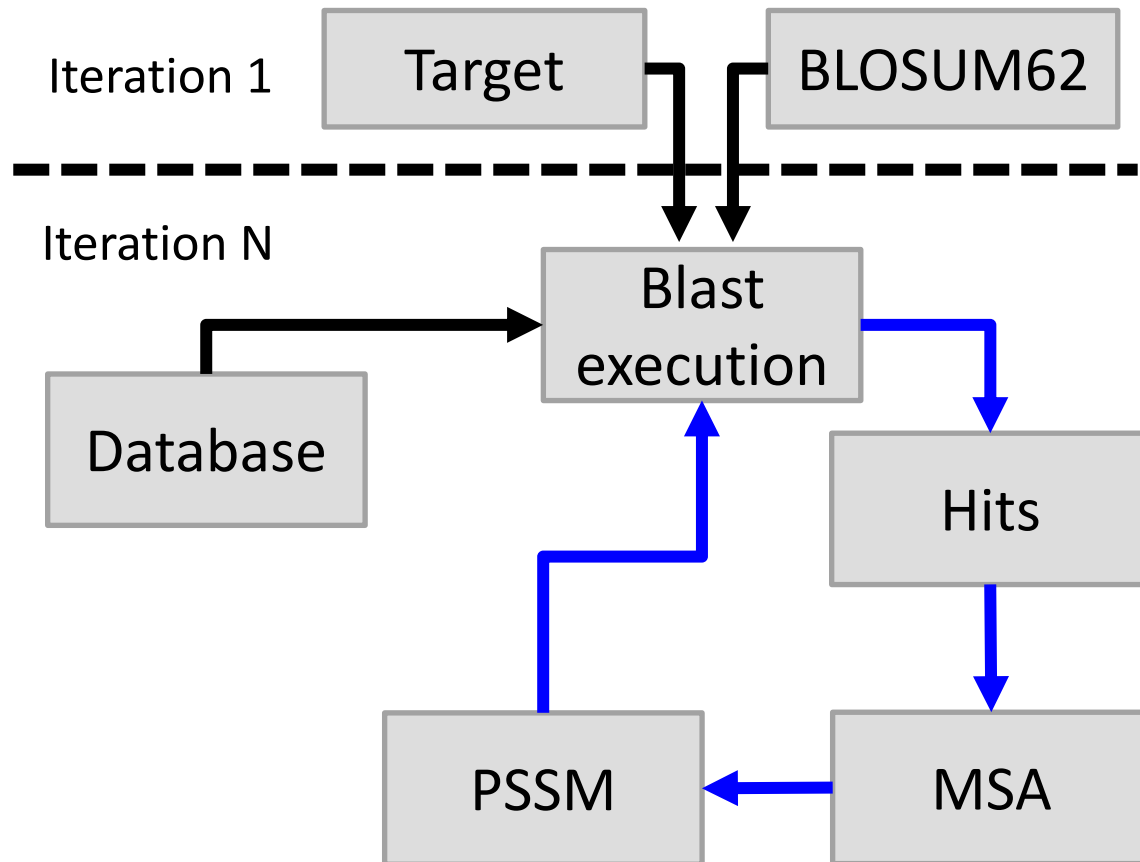 Iteration 1
Target
BLOSUM62
Iteration N
Blast
execution
Database
Hits
PSSM
MSA